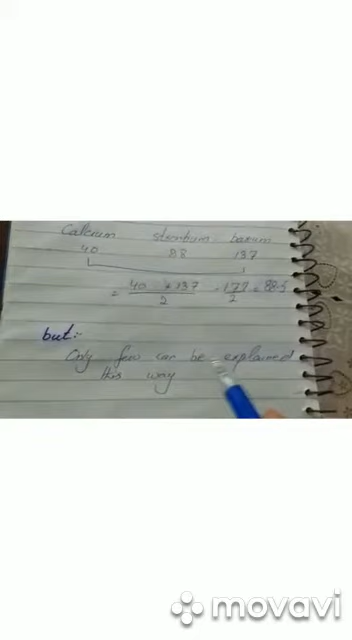 Calicium strontium barium
40 88 137
= 40 + 137 / 2 = 177 / 2 = 88.5
but:-
Only few can be explained
this way
movavi